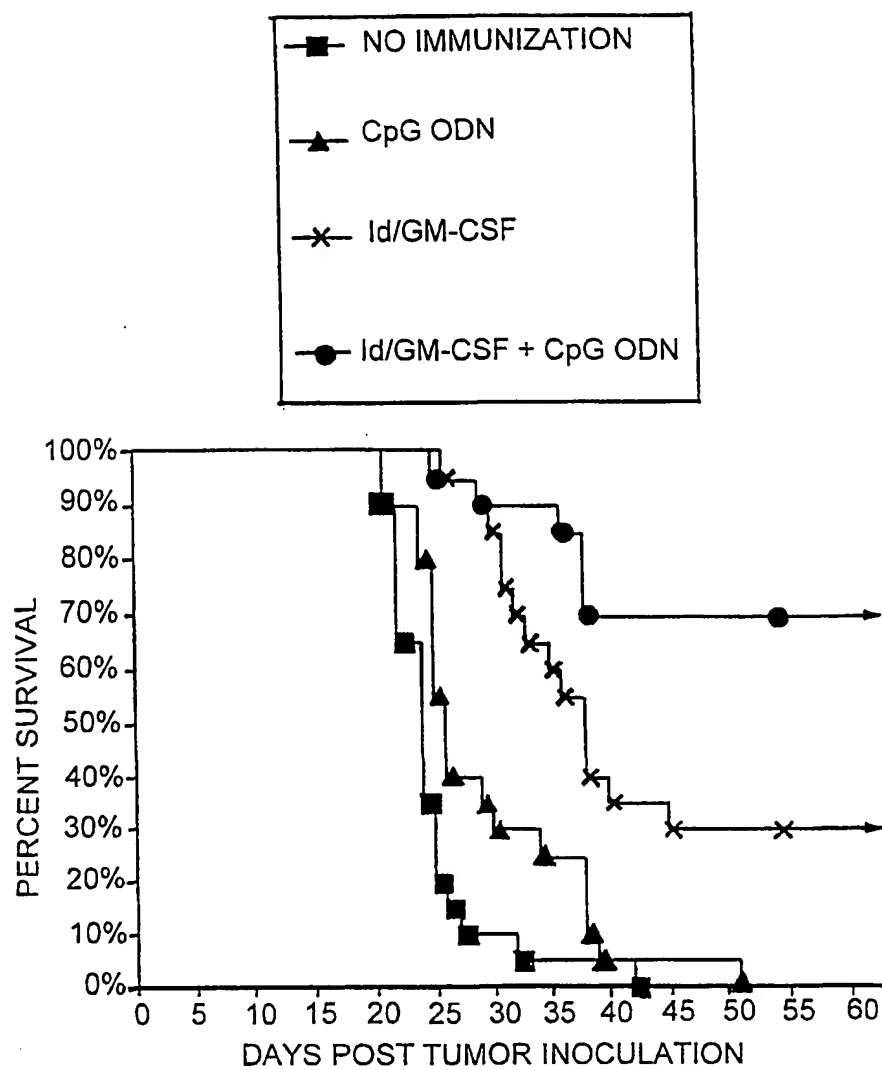 NO IMMUNIZATION
CpG ODN
Id/GM-CSF
Id/GM-CSF + CpG ODN
PERCENT SURVIVAL
100%
90%
80%
70%
60%
50%
40%
30%
20%
10%
0%
0 5 10 15 20 25 30 35 40 45 50 55 60
DAYS POST TUMOR INOCULATION